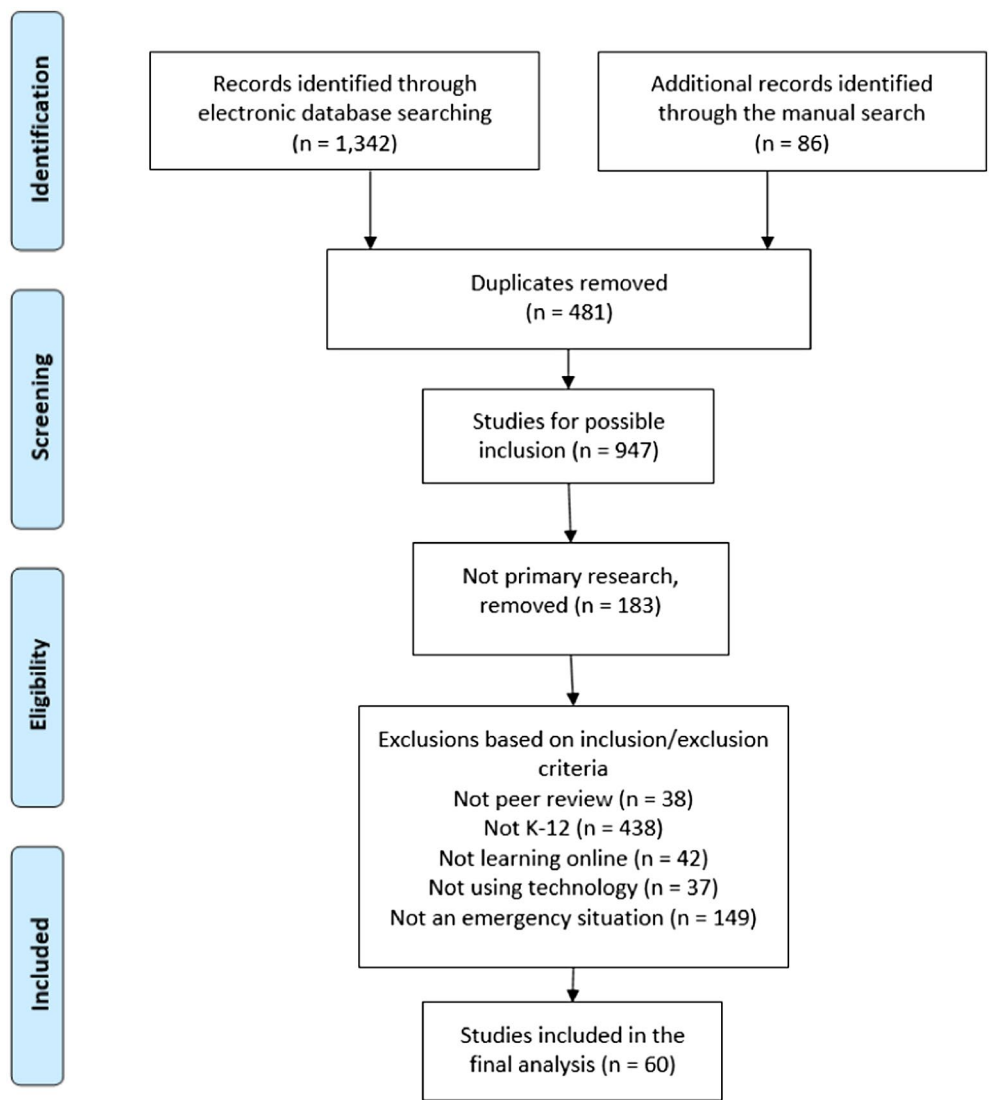 Identification
Records identified through
electronic database searching
(n = 1,342)
Additional records identified
through the manual search
(n = 86)
Duplicates removed
(n = 481)
Screening
Studies for possible
inclusion (n = 947)
Not primary research,
removed (n = 183)
Eligibility
Exclusions based on inclusion/exclusion
criteria
Not peer review (n = 38)
Not K-12 (n = 438)
Not learning online (n = 42)
Not using technology (n = 37)
Not an emergency situation (n = 149)
Included
Studies included in the
final analysis (n = 60)